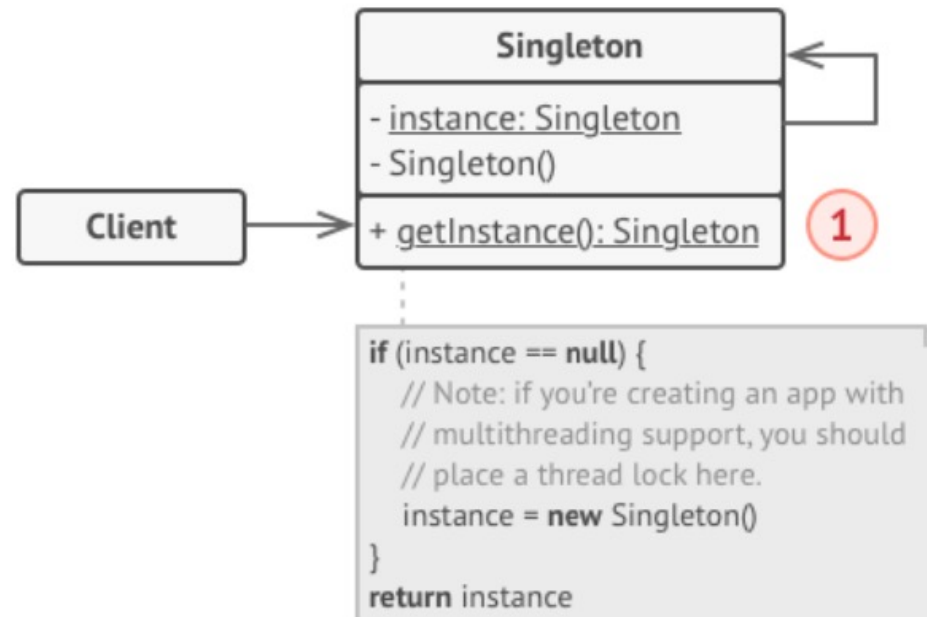 Singleton
- instance: Singleton
- Singleton()
Client
+ getInstance(): Singleton
1
if (instance == null) {
// Note: if you're creating an app with
// multithreading support, you should
// place a thread lock here.
instance = new Singleton()
}
return instance